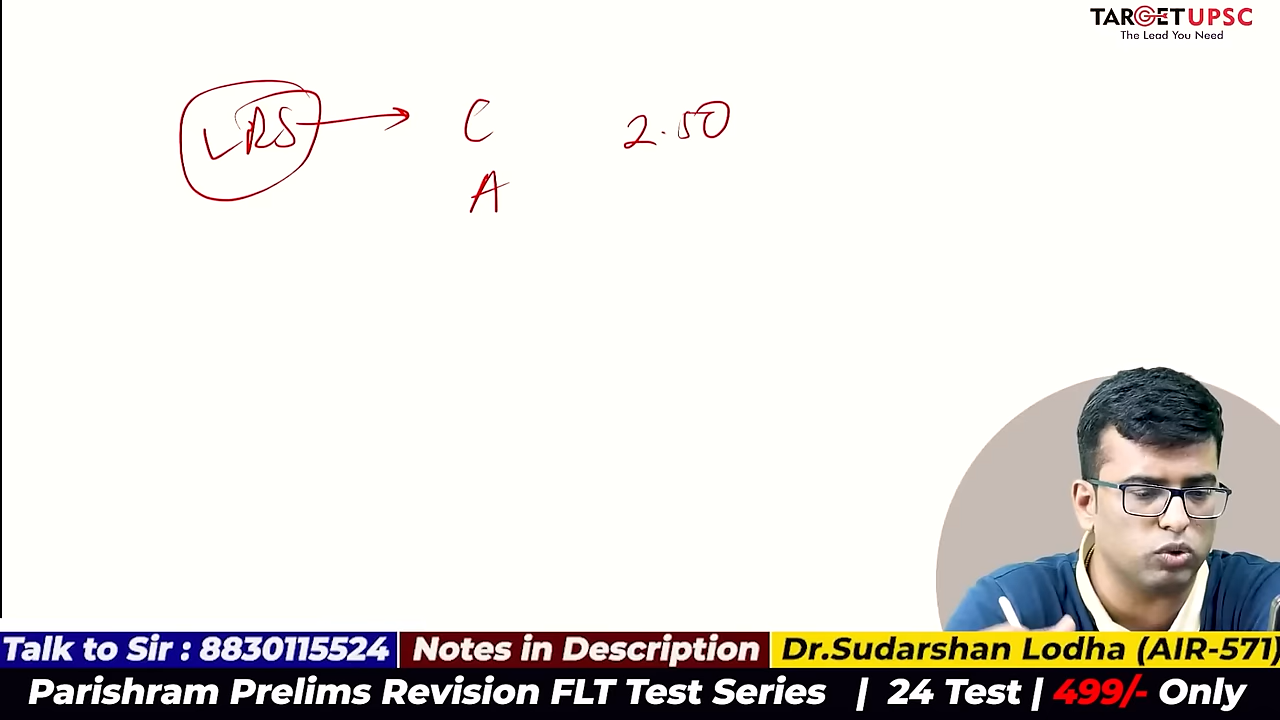 TARGETUPSC
The Lead You Need
LRS → C 2.50
A
Talk to Sir : 8830115524 Notes in Description Dr.Sudarshan Lodha (AIR-571)
Parishram Prelims Revision FLT Test Series | 24 Test | 499/- Only